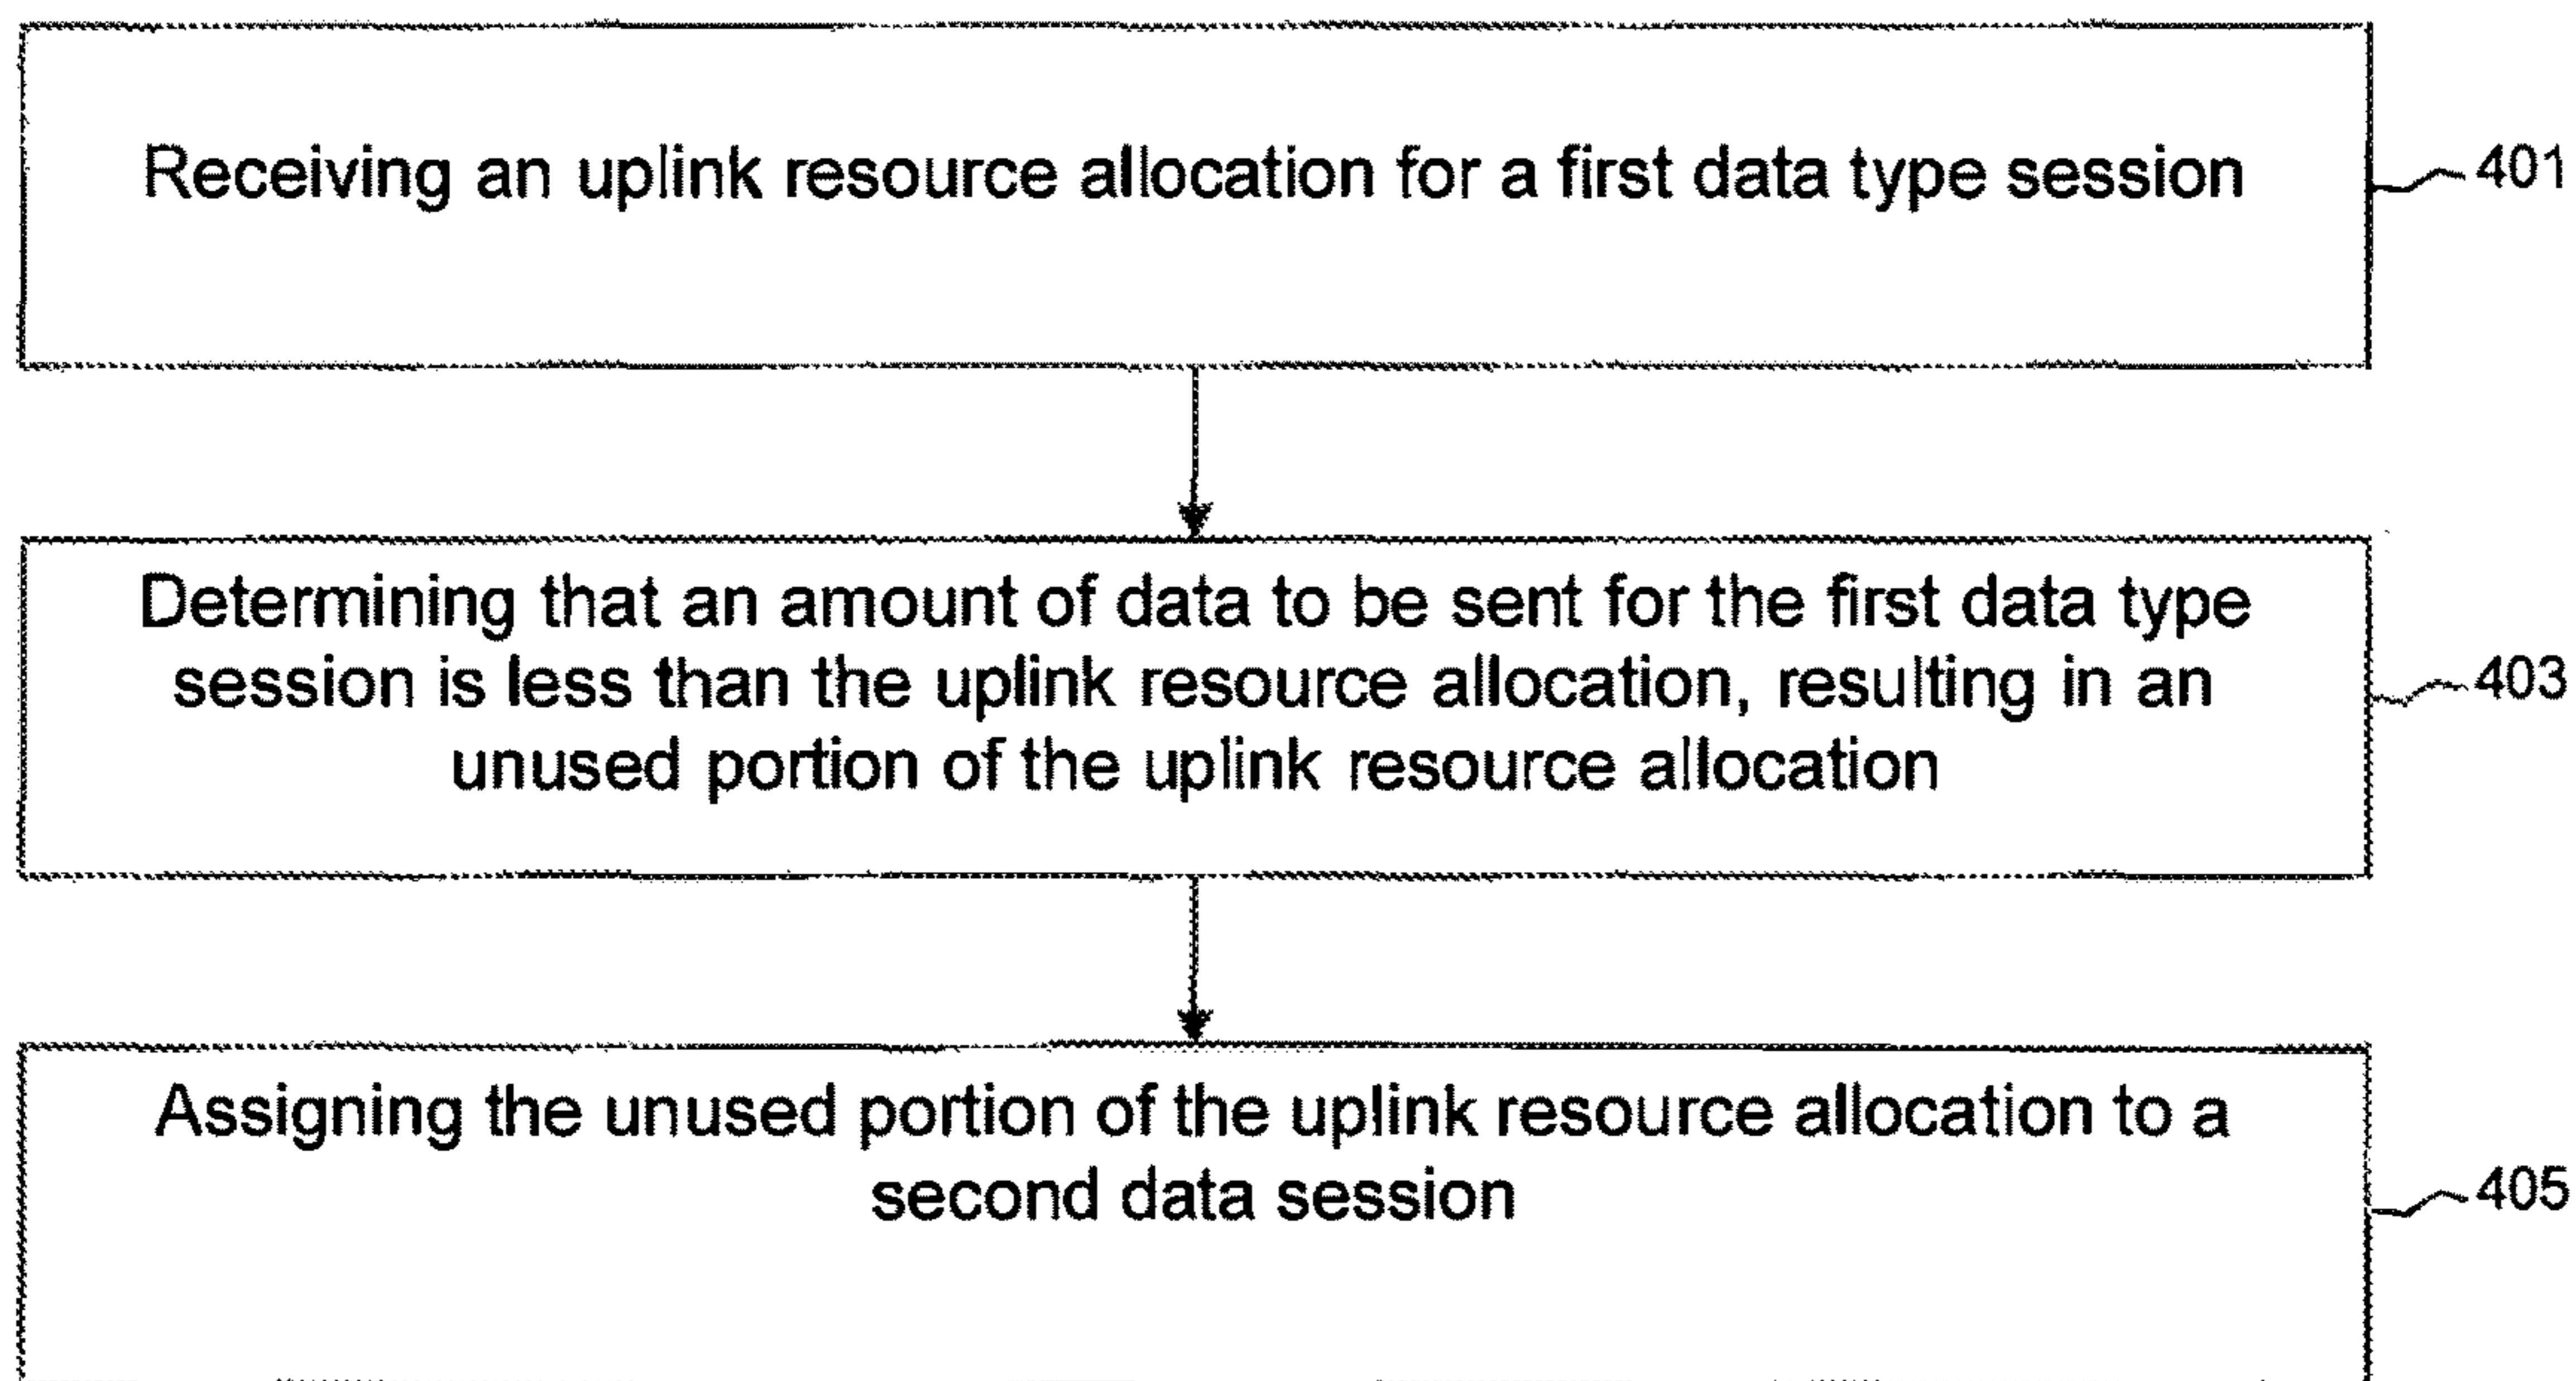 Receiving an uplink resource allocation for a first data type session
401
Determining that an amount of data to be sent for the first data type
session is less than the uplink resource allocation, resulting in an
unused portion of the uplink resource allocation
403
Assigning the unused portion of the uplink resource allocation to a
second data session
405